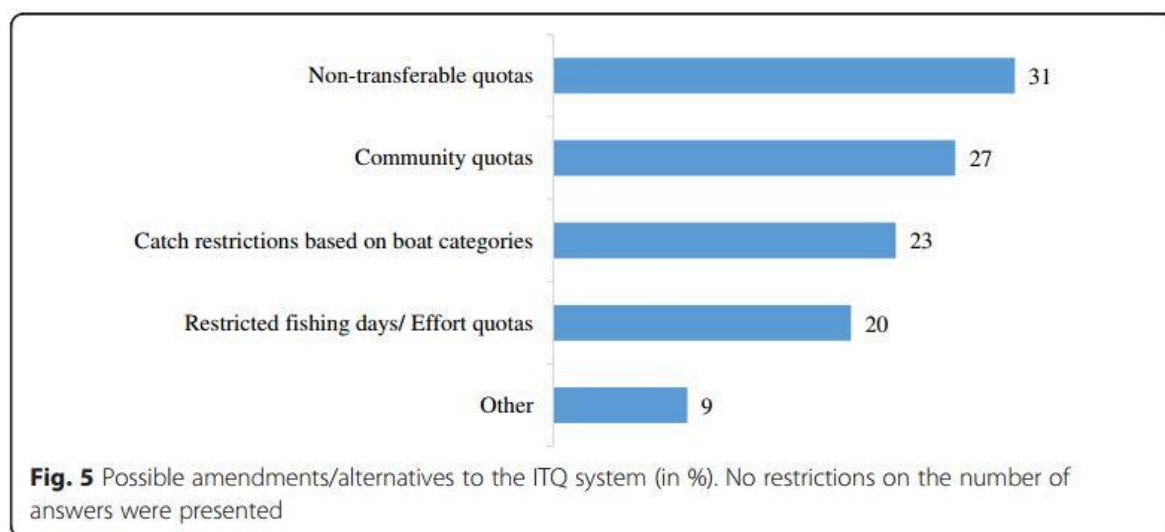 Non-transferable quotas 31
Community quotas 27
Catch restrictions based on boat categories 23
Restricted fishing days/ Effort quotas 20
Other 9
Fig. 5 Possible amendments/alternatives to the ITQ system (in %). No restrictions on the number of
answers were presented